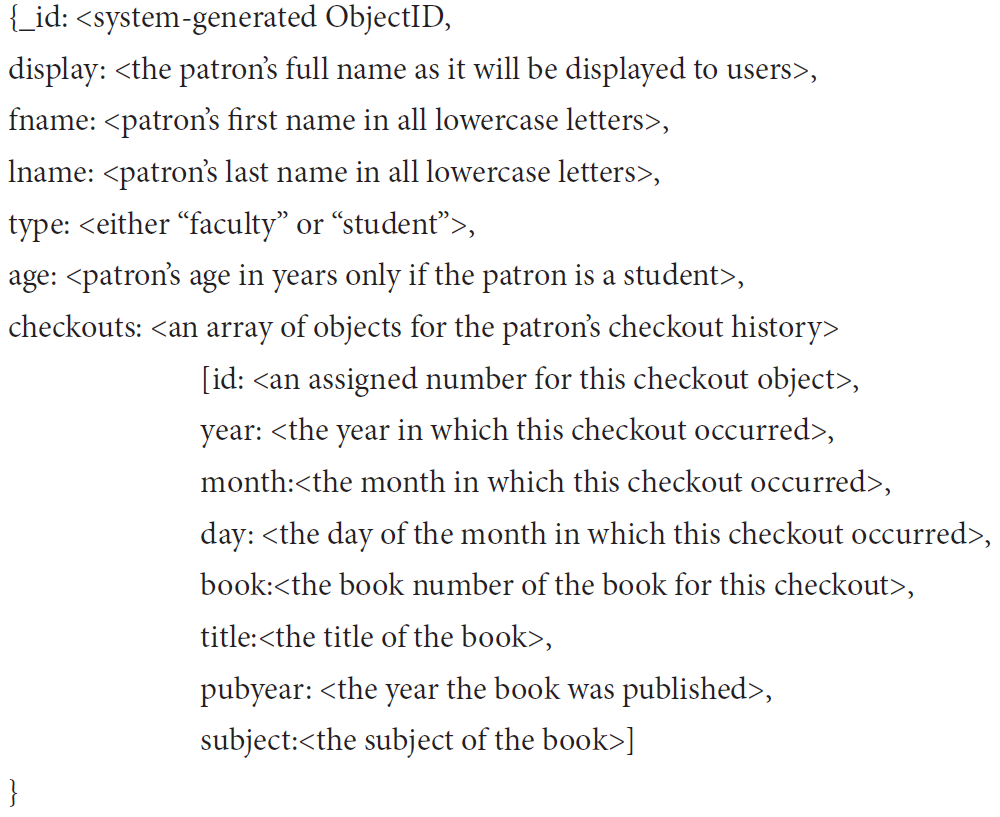 {_id: <system-generated ObjectID,
display: <the patron’s full name as it will be displayed to users>,
fname: <patron’s first name in all lowercase letters>,
lname: <patron’s last name in all lowercase letters>,
type: <either “faculty” or “student”>,
age: <patron’s age in years only if the patron is a student>,
checkouts: <an array of objects for the patron’s checkout history>
[id: <an assigned number for this checkout object>,
year: <the year in which this checkout occurred>,
month:<the month in which this checkout occurred>,
day: <the day of the month in which this checkout occurred>,
book:<the book number of the book for this checkout>,
title:<the title of the book>,
pubyear: <the year the book was published>,
subject:<the subject of the book>]
}